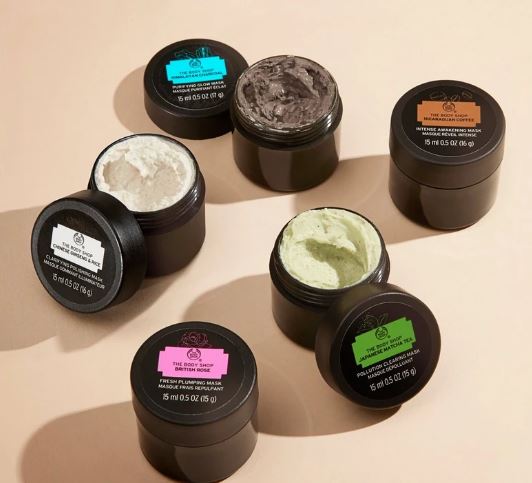 THE BODY SHOP
HIMALAYAN CHARCOAL
PURIFYING GLOW MASK
MASQUE PURIFIANT ÉCLAT
15 ml 0.5 OZ (17 g)
THE BODY SHOP
NICARAGUAN COFFEE
INTENSE AWAKENING MASK
MASQUE RÉVEIL INTENSE
15 ml 0.5 OZ (16 g)
THE BODY SHOP
CHINESE GINSENG & RICE
CLARIFYING POLISHING MASK
MASQUE GOMMANT ILLUMINATEUR
15 ml 0.5 OZ (16 g)
THE BODY SHOP
JAPANESE MATCHA TEA
POLLUTION CLEARING MASK
MASQUE DÉPOLLUANT
15 ml 0.5 OZ (15 g)
THE BODY SHOP
BRITISH ROSE
FRESH PLUMPING MASK
MASQUE FRAIS REPULPANT
15 ml 0.5 OZ (15 g)